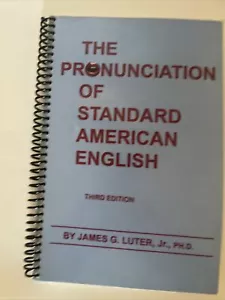 THE
PRONUNCIATION
OF
STANDARD
AMERICAN
ENGLISH
THIRD EDITION
BY JAMES G. LUTER, Jr., PH.D.